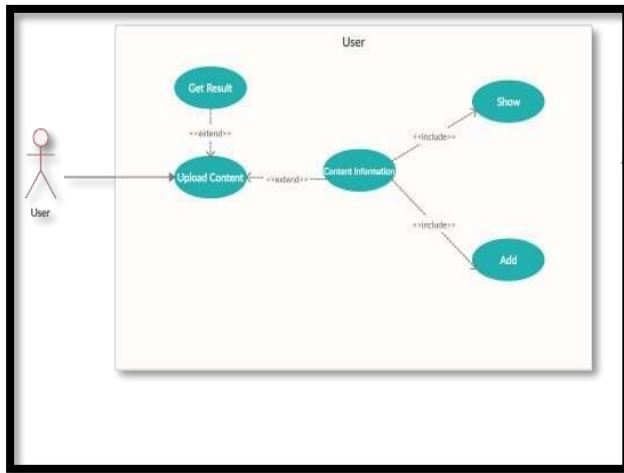 User
Get Result
Show
<<extend>>
<<include>>
Upload Content
<<extend>>
Content Information
User
<<include>>
Add